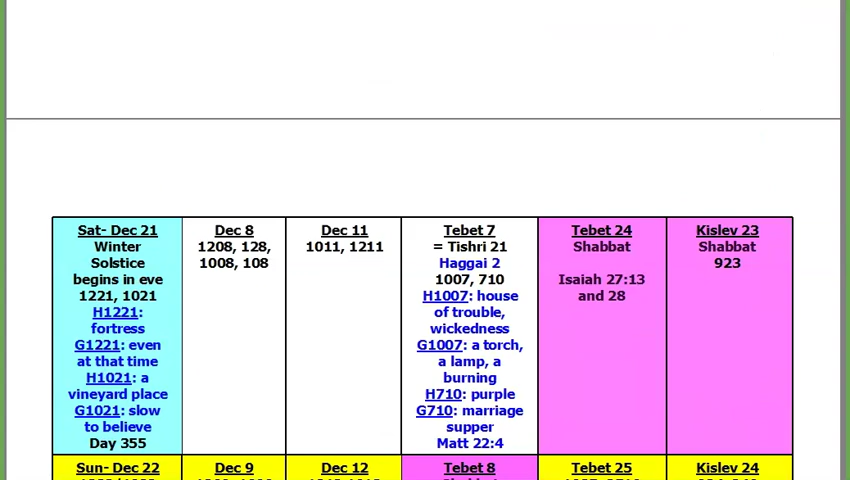 Sat- Dec 21
Winter
Solstice
begins in eve
1221, 1021
H1221:
fortress
G1221: even
at that time
H1021: a
vineyard place
G1021: slow
to believe
Day 355
Dec 8
1208, 128,
1008, 108
Dec 11
1011, 1211
Tebet 7
= Tishri 21
Haggai 2
1007, 710
H1007: house
of trouble,
wickedness
G1007: a torch,
a lamp, a
burning
H710: purple
G710: marriage
supper
Matt 22:4
Tebet 24
Shabbat
Isaiah 27:13
and 28
Kislev 23
Shabbat
923
Sun- Dec 22
Dec 9
Dec 12
Tebet 8
Tebet 25
Kislev 24